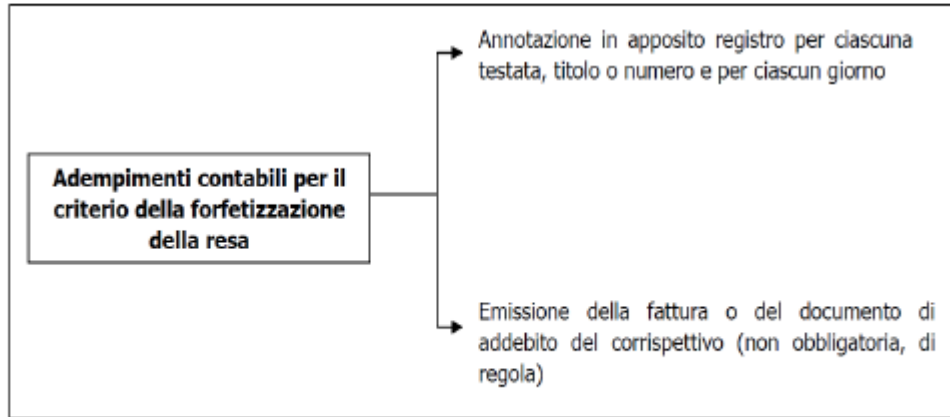 Annotazione in apposito registro per ciascuna
testata, titolo o numero e per ciascun giorno
Adempimenti contabili per il
criterio della forfetizzazione
della resa
Emissione della fattura o del documento di
addebito del corrispettivo (non obbligatoria, di
regola)